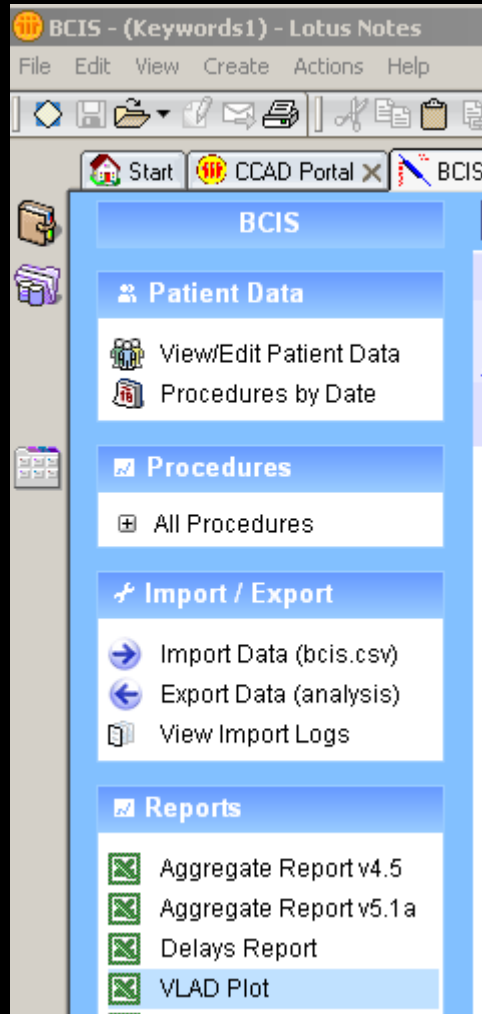 BCIS - (Keywords1) - Lotus Notes
File Edit View Create Actions Help
Start CCAD Portal BCIS
BCIS
Patient Data
View/Edit Patient Data
Procedures by Date
Procedures
All Procedures
Import / Export
Import Data (bcis.csv)
Export Data (analysis)
View Import Logs
Reports
Aggregate Report v4.5
Aggregate Report v5.1a
Delays Report
VLAD Plot